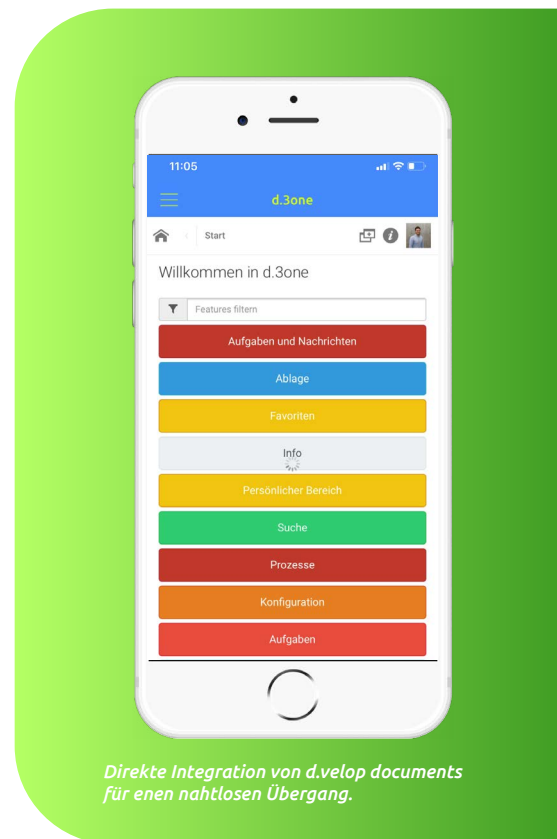 11:05
d.3one
Start
Willkommen in d.3one
Features filtern
Aufgaben und Nachrichten
Ablage
Favoriten
Info
Persönlicher Bereich
Suche
Prozesse
Konfiguration
Aufgaben
Direkte Integration von d.velop documents
für enen nahtlosen Übergang.